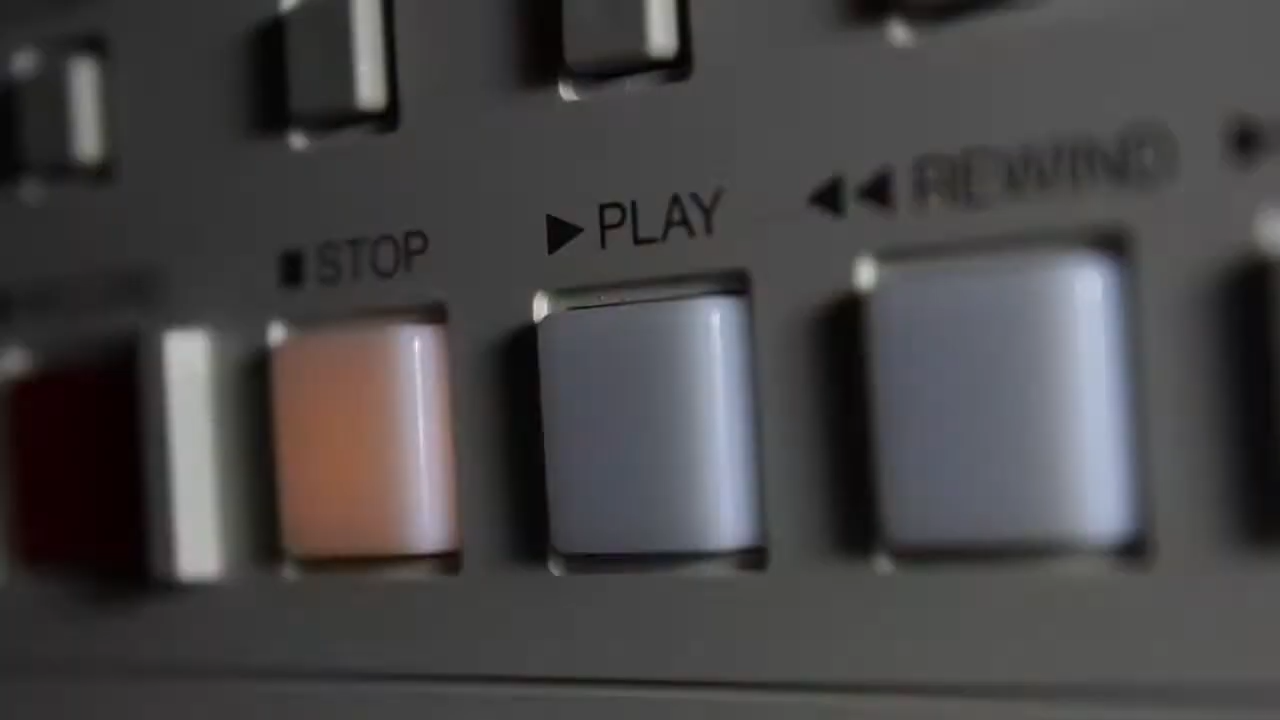 ■ STOP
▶ PLAY
◀◀ REWIND